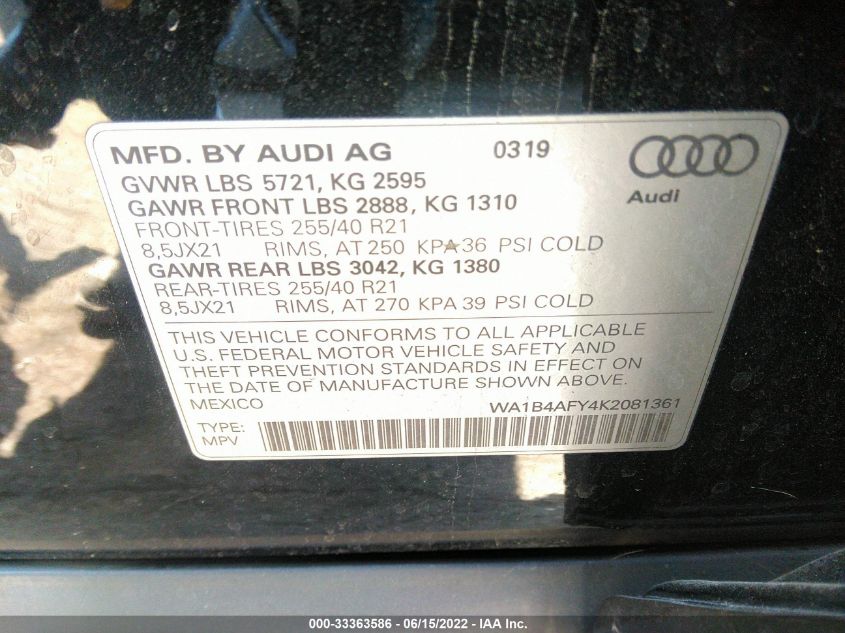 MFD. BY AUDI AG 0319
GVWR LBS 5721, KG 2595
GAWR FRONT LBS 2888, KG 1310
FRONT-TIRES 255/40 R21
8,5JX21 RIMS, AT 250 KPA 36 PSI COLD
GAWR REAR LBS 3042, KG 1380
REAR-TIRES 255/40 R21
8,5JX21 RIMS, AT 270 KPA 39 PSI COLD
Audi
THIS VEHICLE CONFORMS TO ALL APPLICABLE
U.S. FEDERAL MOTOR VEHICLE SAFETY AND
THEFT PREVENTION STANDARDS IN EFFECT ON
THE DATE OF MANUFACTURE SHOWN ABOVE.
MEXICO WA1B4AFY4K2081361
TYPE:
MPV
000-33363586 - 06/15/2022 - IAA Inc.